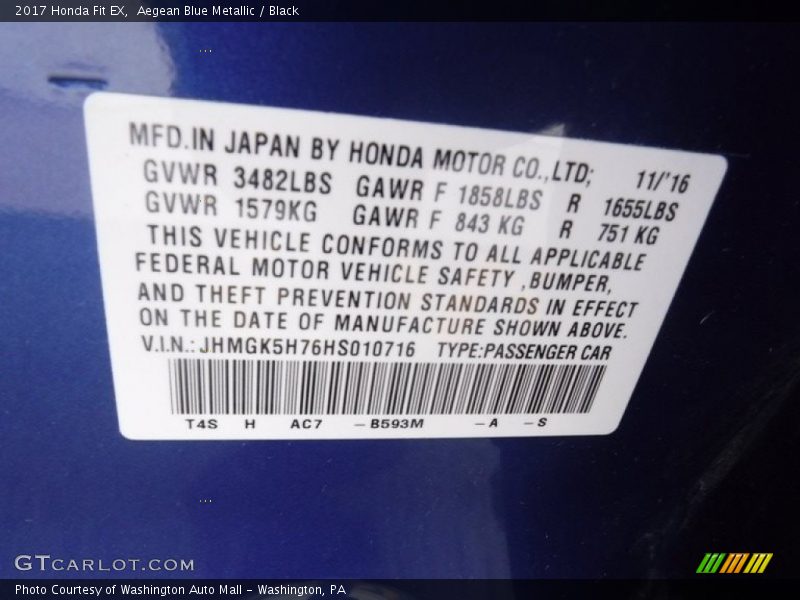 2017 Honda Fit EX,  Aegean Blue Metallic / Black
MFD.IN JAPAN BY HONDA MOTOR CO.,LTD; 11/'16
GVWR 3482LBS GAWR F 1858LBS R 1655LBS
GVWR 1579KG GAWR F 843 KG R 751 KG
THIS VEHICLE CONFORMS TO ALL APPLICABLE
FEDERAL MOTOR VEHICLE SAFETY ,BUMPER,
AND THEFT PREVENTION STANDARDS IN EFFECT
ON THE DATE OF MANUFACTURE SHOWN ABOVE.
V.I.N.: JHMGK5H76HS010716 TYPE:PASSENGER CAR
T4S H AC7 -B593M -A -S
GTCARLOT.COM
Photo Courtesy of Washington Auto Mall - Washington, PA